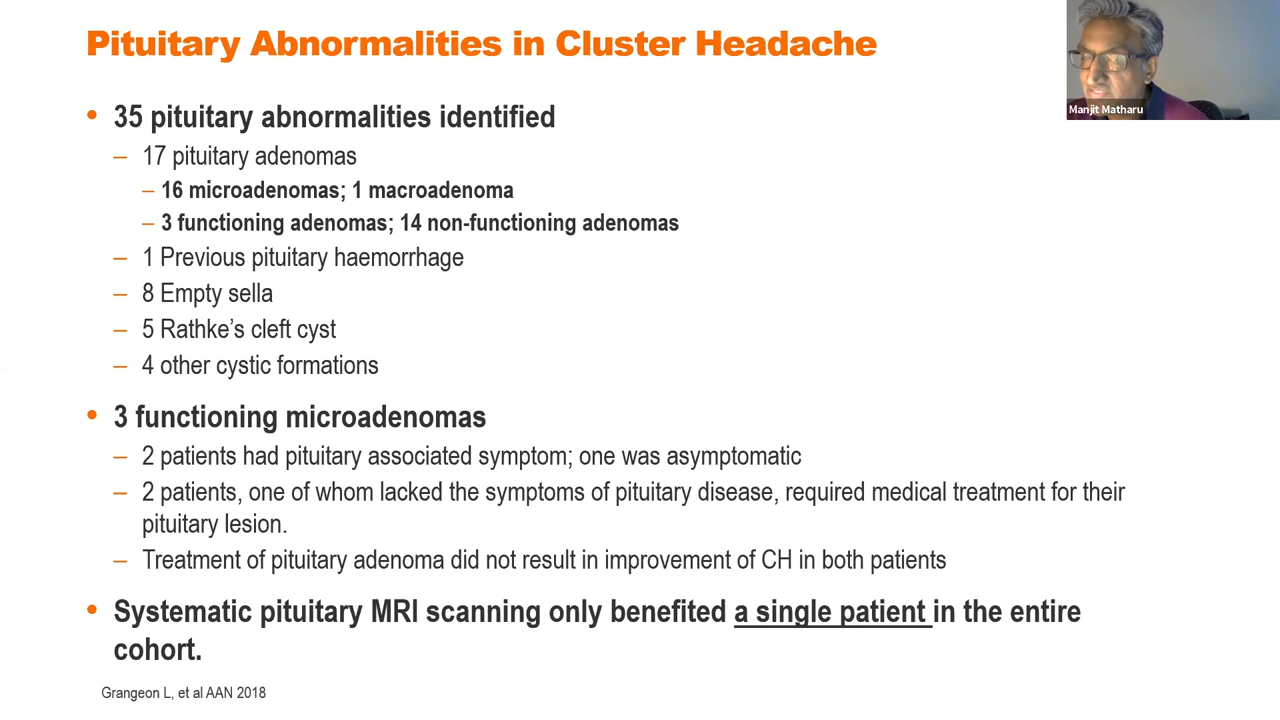 Pituitary Abnormalities in Cluster Headache
Manjit Matharu
• 35 pituitary abnormalities identified
– 17 pituitary adenomas
– 16 microadenomas; 1 macroadenoma
– 3 functioning adenomas; 14 non-functioning adenomas
– 1 Previous pituitary haemorrhage
– 8 Empty sella
– 5 Rathke’s cleft cyst
– 4 other cystic formations
• 3 functioning microadenomas
– 2 patients had pituitary associated symptom; one was asymptomatic
– 2 patients, one of whom lacked the symptoms of pituitary disease, required medical treatment for their
pituitary lesion.
– Treatment of pituitary adenoma did not result in improvement of CH in both patients
• Systematic pituitary MRI scanning only benefited a single patient in the entire
cohort.
Grangeon L, et al AAN 2018